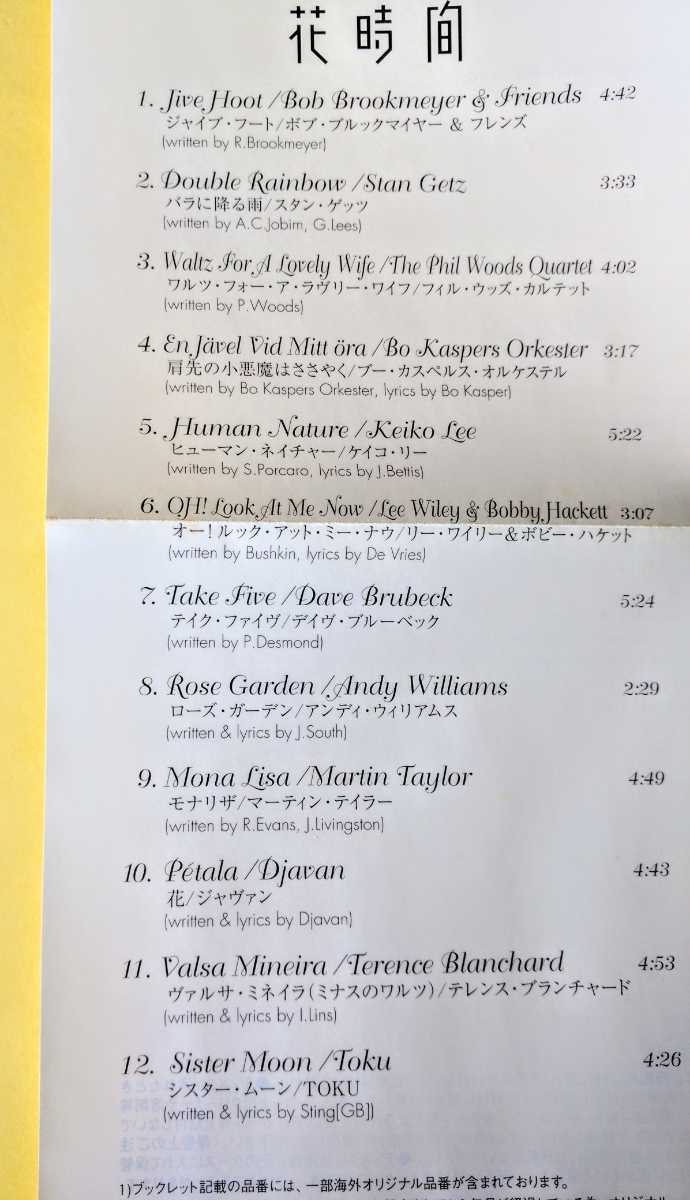 花時間
1. Jive Hoot /Bob Brookmeyer & Friends 4:42
ジャイブ・フート/ボブ・ブルックマイヤー & フレンズ
(written by R.Brookmeyer)
2. Double Rainbow /Stan Getz 3:33
バラに降る雨/スタン・ゲッツ
(written by A.C.Jobim, G.Lees)
3. Waltz For A Lovely Wife /The Phil Woods Quartet 4:02
ワルツ・フォー・ア・ラヴリー・ワイフ/フィル・ウッズ・カルテット
(written by P.Woods)
4. En Jävel Vid Mitt öra /Bo Kaspers Orkester 3:17
肩先の小悪魔はささやく/ブー・カスペルス・オルケステル
(written by Bo Kaspers Orkester, lyrics by Bo Kasper)
5. Human Nature /Keiko Lee 5:22
ヒューマン・ネイチャー/ケイコ・リー
(written by S.Porcaro, lyrics by J.Bettis)
6. OH! Look At Me Now /Lee Wiley & Bobby Hackett 3:07
オー!ルック・アット・ミー・ナウ/リー・ワイリー&ボビー・ハケット
(written by Bushkin, lyrics by De Vries)
7. Take Five /Dave Brubeck 5:24
テイク・ファイヴ/デイヴ・ブルーベック
(written by P.Desmond)
8. Rose Garden /Andy Williams 2:29
ローズ・ガーデン/アンディ・ウィリアムス
(written & lyrics by J.South)
9. Mona Lisa /Martin Taylor 4:49
モナリザ/マーティン・テイラー
(written by R.Evans, J.Livingston)
10. Pétala /Djavan 4:43
花/ジャヴァン
(written & lyrics by Djavan)
11. Valsa Mineira /Terence Blanchard 4:53
ヴァルサ・ミネイラ(ミナスのワルツ)/テレンス・ブランチャード
(written & lyrics by I.Lins)
12. Sister Moon /Toku 4:26
シスター・ムーン/TOKU
(written & lyrics by Sting[GB])
1)ブックレット記載の品番には、一部海外オリジナル品番が含まれております。